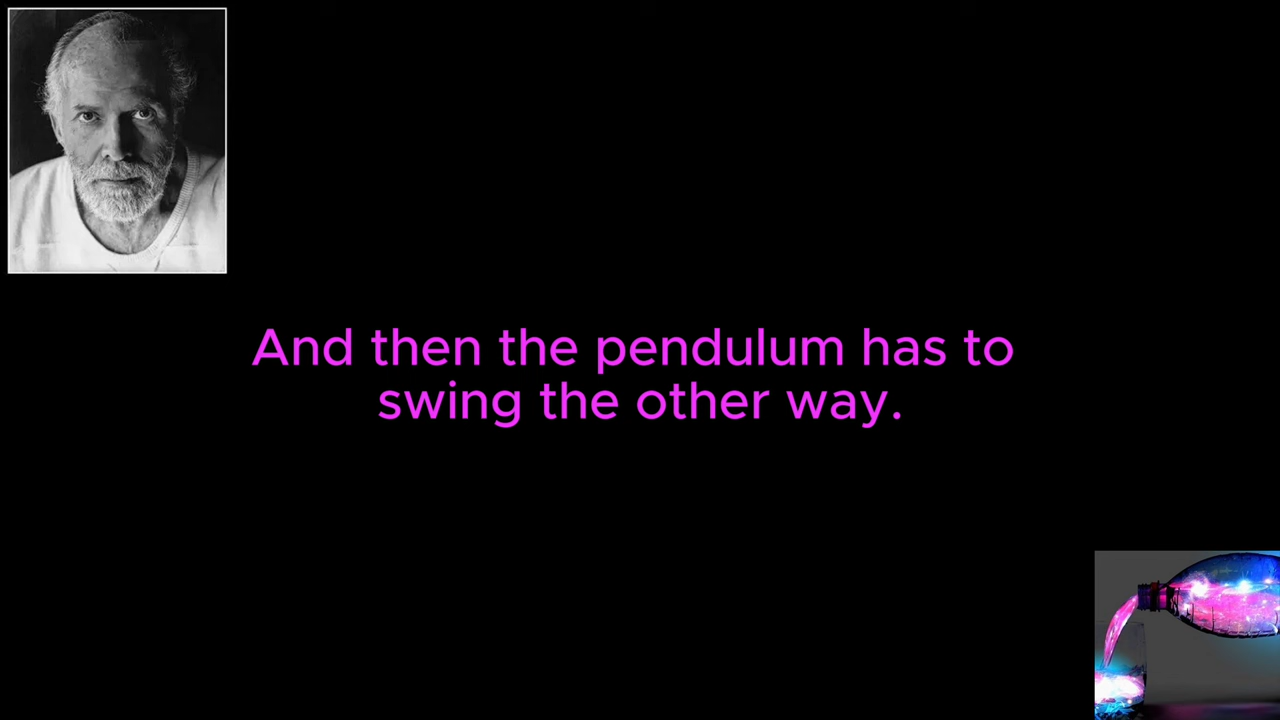 And then the pendulum has to
swing the other way.